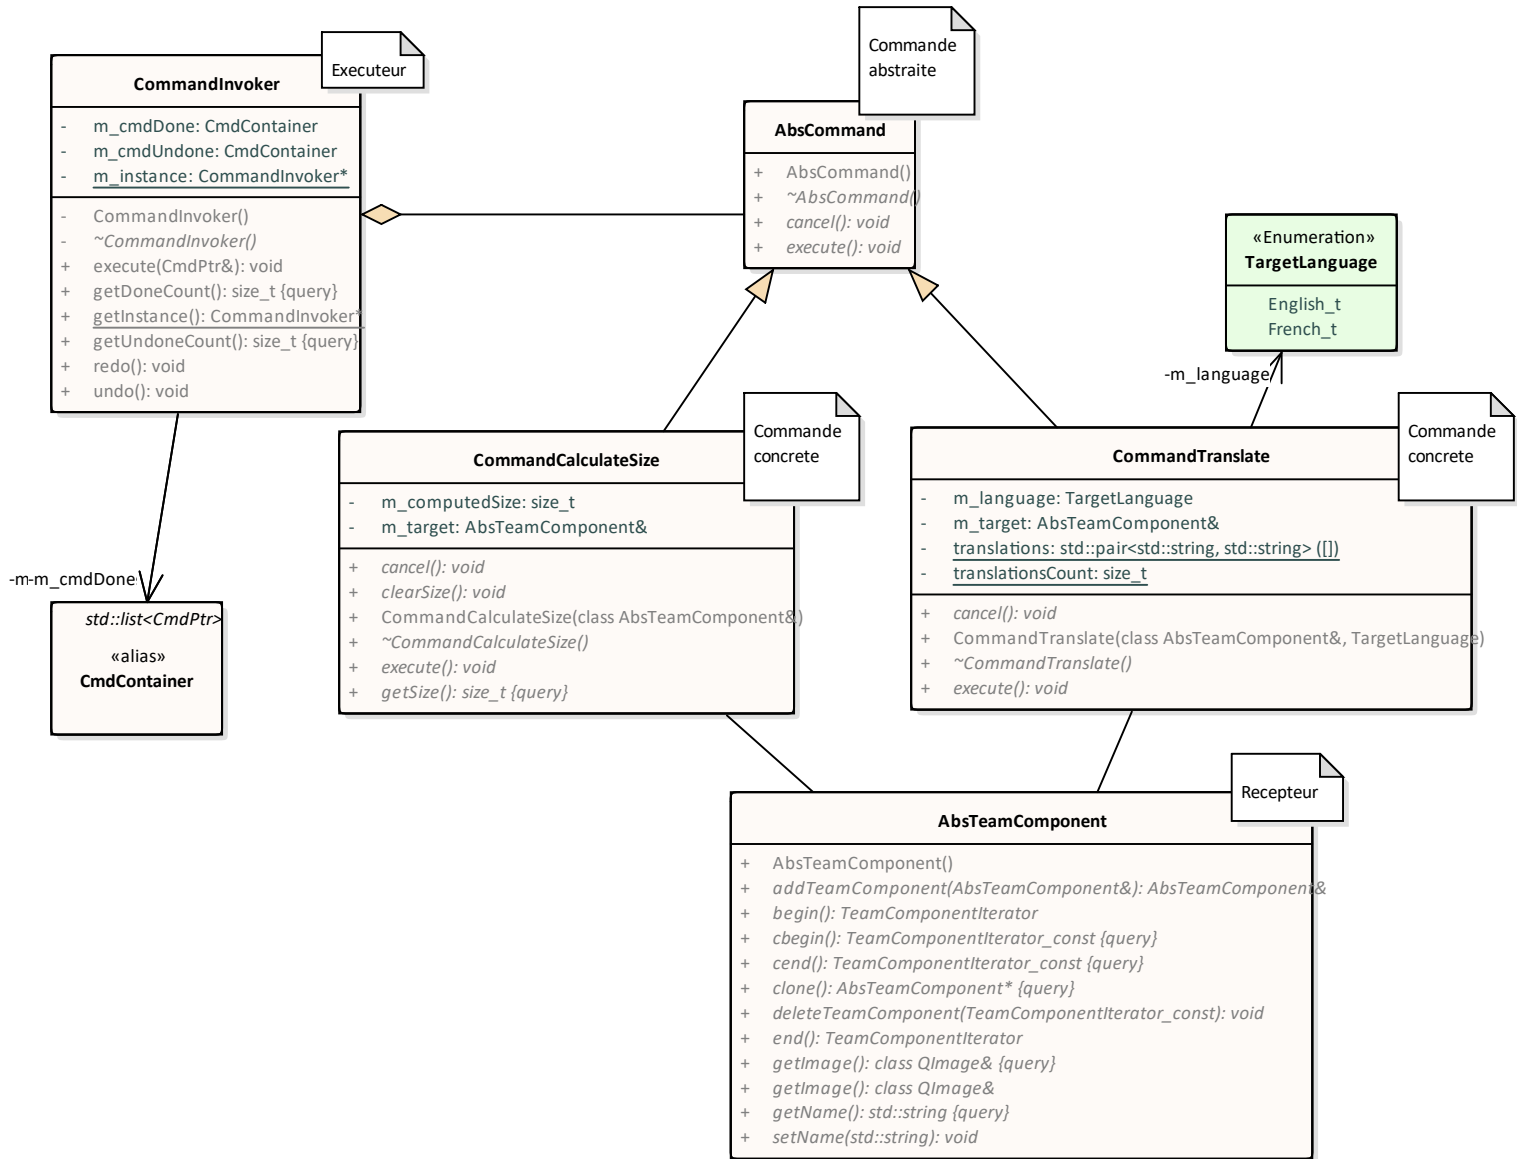 CommandInvoker
Executeur
- m_cmdDone: CmdContainer
- m_cmdUndone: CmdContainer
- m_instance: CommandInvoker*
- CommandInvoker()
- ~CommandInvoker()
+ execute(CmdPtr&): void
+ getDoneCount(): size_t {query}
+ getInstance(): CommandInvoker*
+ getUndoneCount(): size_t {query}
+ redo(): void
+ undo(): void
Commande
abstraite
AbsCommand
+ AbsCommand()
+ ~AbsCommand()
+ cancel(): void
+ execute(): void
«Enumeration»
TargetLanguage
English_t
French_t
-m_language
Commande
concrete
CommandCalculateSize
- m_computedSize: size_t
- m_target: AbsTeamComponent&
+ cancel(): void
+ clearSize(): void
+ CommandCalculateSize(class AbsTeamComponent&)
+ ~CommandCalculateSize()
+ execute(): void
+ getSize(): size_t {query}
Commande
concrete
CommandTranslate
- m_language: TargetLanguage
- m_target: AbsTeamComponent&
- translations: std::pair<std::string, std::string> ([])
- translationsCount: size_t
+ cancel(): void
+ CommandTranslate(class AbsTeamComponent&, TargetLanguage)
+ ~CommandTranslate()
+ execute(): void
-m-m_cmdDone
std::list<CmdPtr>
«alias»
CmdContainer
Recepteur
AbsTeamComponent
+ AbsTeamComponent()
+ addTeamComponent(AbsTeamComponent&): AbsTeamComponent&
+ begin(): TeamComponentIterator
+ cbegin(): TeamComponentIterator_const {query}
+ cend(): TeamComponentIterator_const {query}
+ clone(): AbsTeamComponent* {query}
+ deleteTeamComponent(TeamComponentIterator_const): void
+ end(): TeamComponentIterator
+ getImage(): class QImage& {query}
+ getImage(): class QImage&
+ getName(): std::string {query}
+ setName(std::string): void